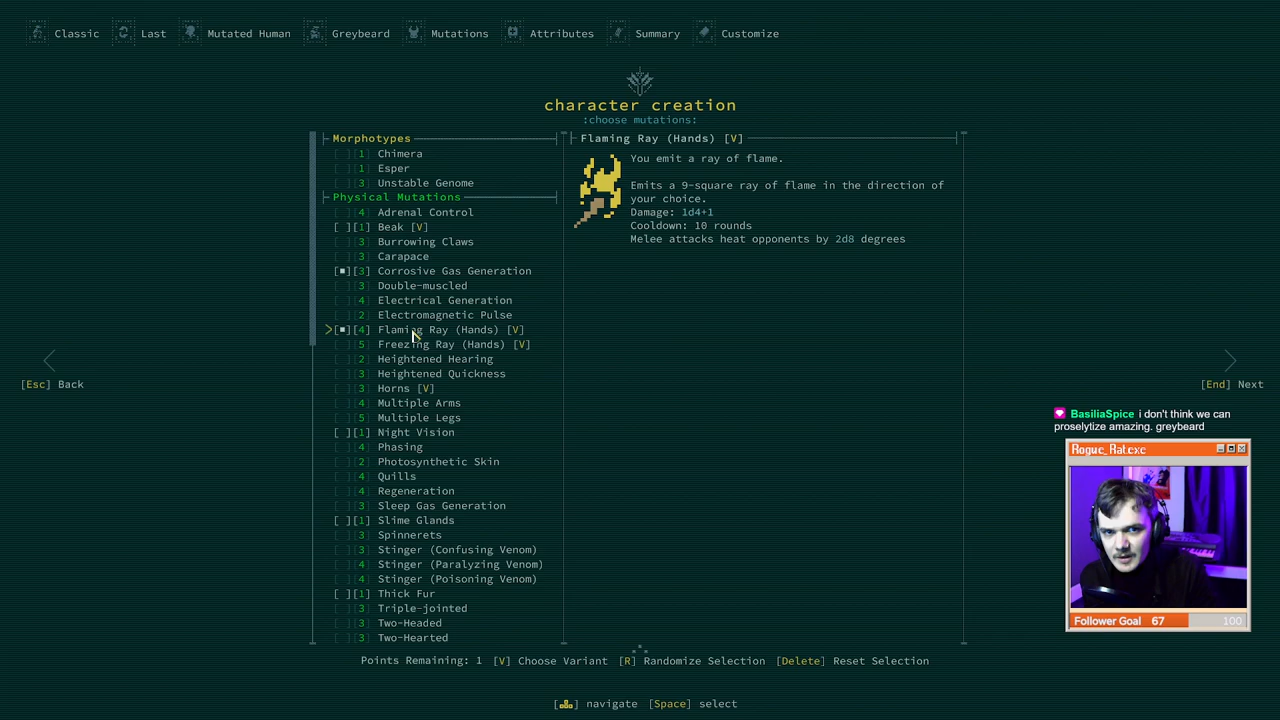 Classic Last Mutated Human Greybeard Mutations Attributes Summary Customize
character creation
:choose mutations:
Morphotypes
[ ][1] Chimera
[ ][1] Esper
[ ][3] Unstable Genome
Physical Mutations
[ ][4] Adrenal Control
[ ][1] Beak [V]
[ ][3] Burrowing Claws
[ ][3] Carapace
[■][3] Corrosive Gas Generation
[ ][3] Double-muscled
[ ][4] Electrical Generation
[ ][2] Electromagnetic Pulse
>[■][4] Flaming Ray (Hands) [V]
[ ][5] Freezing Ray (Hands) [V]
[ ][2] Heightened Hearing
[ ][3] Heightened Quickness
[ ][3] Horns [V]
[ ][4] Multiple Arms
[ ][5] Multiple Legs
[ ][1] Night Vision
[ ][4] Phasing
[ ][2] Photosynthetic Skin
[ ][4] Quills
[ ][4] Regeneration
[ ][3] Sleep Gas Generation
[ ][1] Slime Glands
[ ][3] Spinnerets
[ ][3] Stinger (Confusing Venom)
[ ][4] Stinger (Paralyzing Venom)
[ ][4] Stinger (Poisoning Venom)
[ ][1] Thick Fur
[ ][3] Triple-jointed
[ ][3] Two-Headed
[ ][3] Two-Hearted
Flaming Ray (Hands) [V]
You emit a ray of flame.
Emits a 9-square ray of flame in the direction of
your choice.
Damage: 1d4+1
Cooldown: 10 rounds
Melee attacks heat opponents by 2d8 degrees
[Esc] Back
[End] Next
BasiliaSpice i don't think we can
proselytize amazing. greybeard
Rogue_Rat.exe
Follower Goal 67 100
Points Remaining: 1 [V] Choose Variant [R] Randomize Selection [Delete] Reset Selection
navigate [Space] select